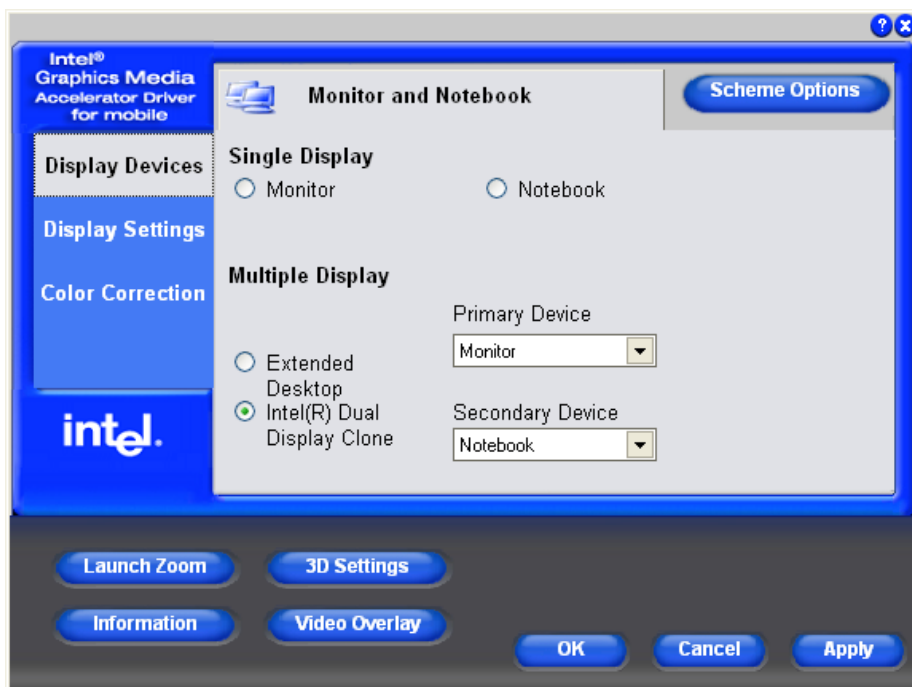 ?
Intel®
Graphics Media
Accelerator Driver
for mobile
Monitor and Notebook
Scheme Options
Display Devices
Display Settings
Color Correction
Single Display
Monitor
Notebook
Multiple Display
Primary Device
Monitor
Extended
Desktop
Intel(R) Dual
Display Clone
Secondary Device
Notebook
intel.
Launch Zoom
3D Settings
Information
Video Overlay
OK
Cancel
Apply